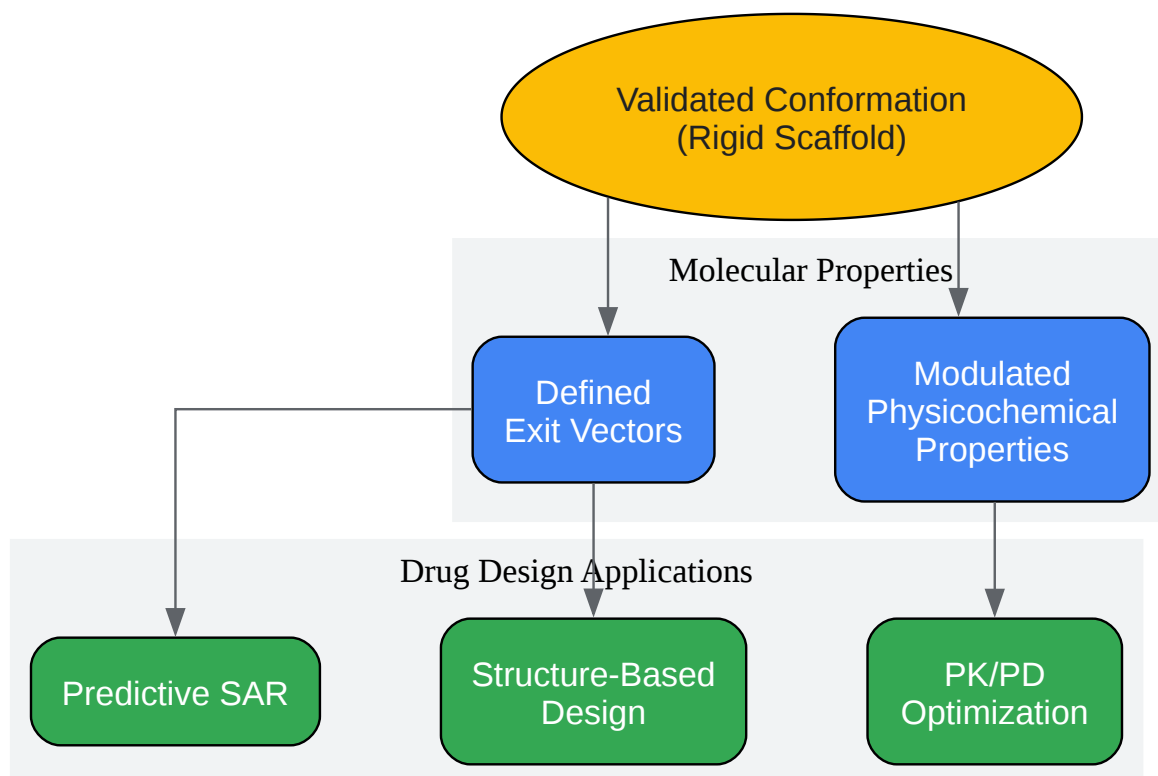 Validated Conformation
(Rigid Scaffold)
Molecular Properties
Defined
Exit Vectors
Modulated
Physicochemical
Properties
Drug Design Applications
Predictive SAR
Structure-Based
Design
PK/PD
Optimization